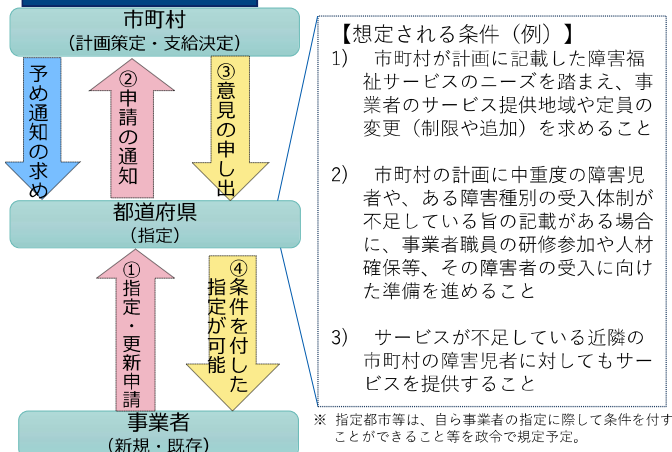 市町村
（計画策定・支給決定）
予め通知の求め
②申請の通知
③意見の申し出
都道府県
（指定）
①指定・更新申請
④条件を付した
指定が可能
事業者
（新規・既存）
【想定される条件（例）】
1)　市町村が計画に記載した障害福
祉サービスのニーズを踏まえ、事
業者のサービス提供地域や定員の
変更（制限や追加）を求めること
2)　市町村の計画に中重度の障害児
者や、ある障害種別の受入体制が
不足している旨の記載がある場合
に、事業者職員の研修参加や人材
確保等、その障害者の受入に向け
た準備を進めること
3)　サービスが不足している近隣の
市町村の障害児者に対してもサー
ビスを提供すること
※ 指定都市等は、自ら事業者の指定に際して条件を付す
ことができること等を政令で規定予定。